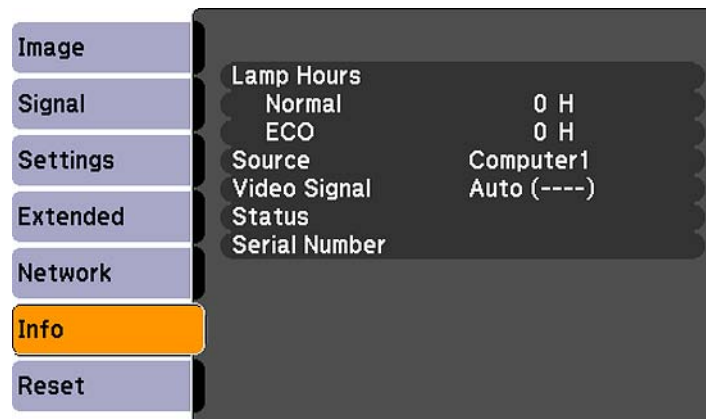 Image
Signal
Settings
Extended
Network
Info
Reset
Lamp Hours
Normal 0 H
ECO 0 H
Source Computer1
Video Signal Auto (----)
Status
Serial Number